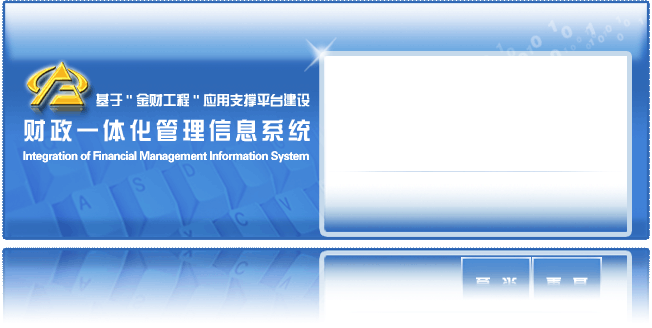 基于"金财工程"应用支撑平台建设
财政一体化管理信息系统
Integration of Financial Management Information System